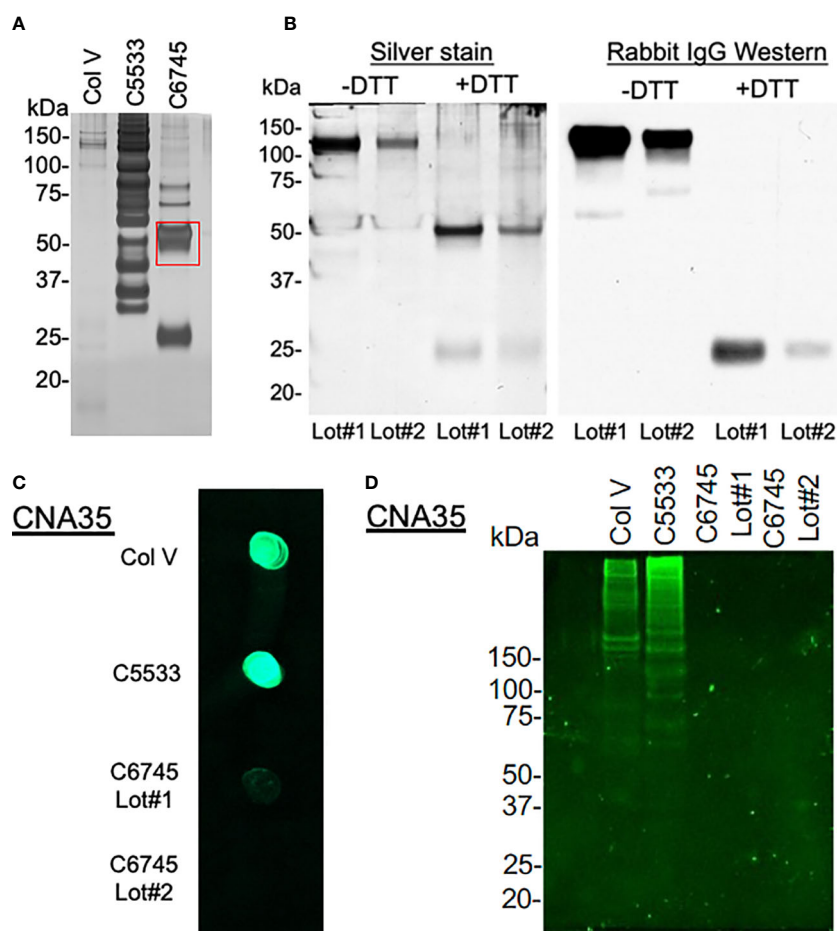 A
Col V
C5533
C6745
kDa
150-
100-
75-
50-
37-
25-
20-
B
Silver stain
Rabbit IgG Western
kDa
-DTT
+DTT
-DTT
+DTT
150-
100-
75-
50-
37-
25-
20-
Lot#1 Lot#2 Lot#1 Lot#2
Lot#1 Lot#2 Lot#1 Lot#2
C
CNA35
Col V
C5533
C6745
Lot#1
C6745
Lot#2
D
CNA35
kDa
Col V
C5533
C6745
Lot#1
C6745
Lot#2
150-
100-
75-
50-
37-
25-
20-